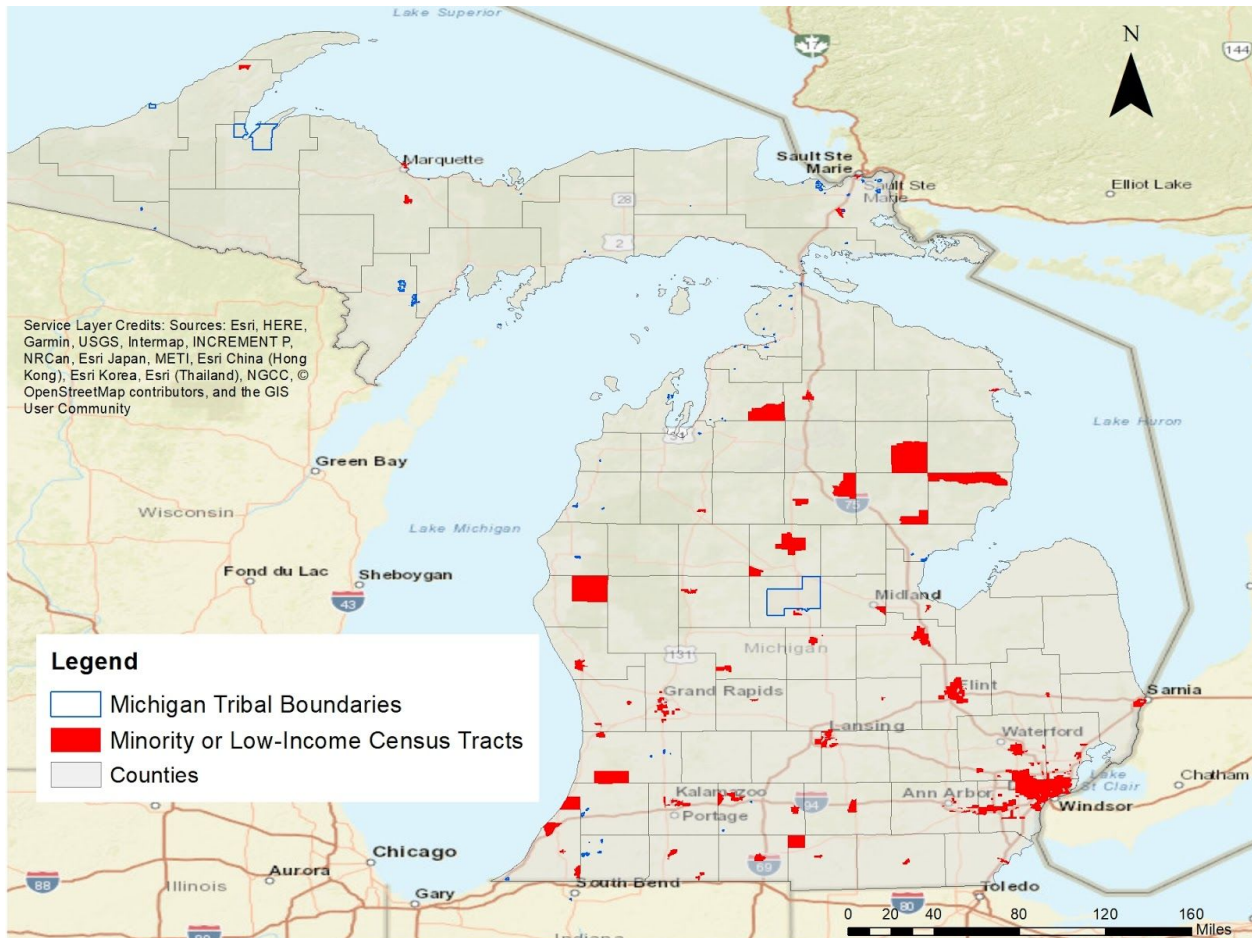 Lake Superior
N
17
144
Marquette
Sault Ste
Marie
Sault Ste
Marie
Elliot Lake
28
2
Service Layer Credits: Sources: Esri, HERE,
Garmin, USGS, Intermap, INCREMENT P,
NRCan, Esri Japan, METI, Esri China (Hong
Kong), Esri Korea, Esri (Thailand), NGCC, ©
OpenStreetMap contributors, and the GIS
User Community
Lake Huron
Green Bay
Wisconsin
Lake Michigan
75
Fond du Lac
Sheboygan
43
Midland
Michigan
131
Legend
Michigan Tribal Boundaries
Minority or Low-Income Census Tracts
Counties
Grand Rapids
Flint
Sarnia
Lansing
Waterford
Lake
St Clair
Chatham
Kalamazoo
Portage
94
Ann Arbor
Windsor
Chicago
Aurora
88
Illinois
Gary
South Bend
69
80
Toledo
Indiana
0 20 40 80 120 160
Miles